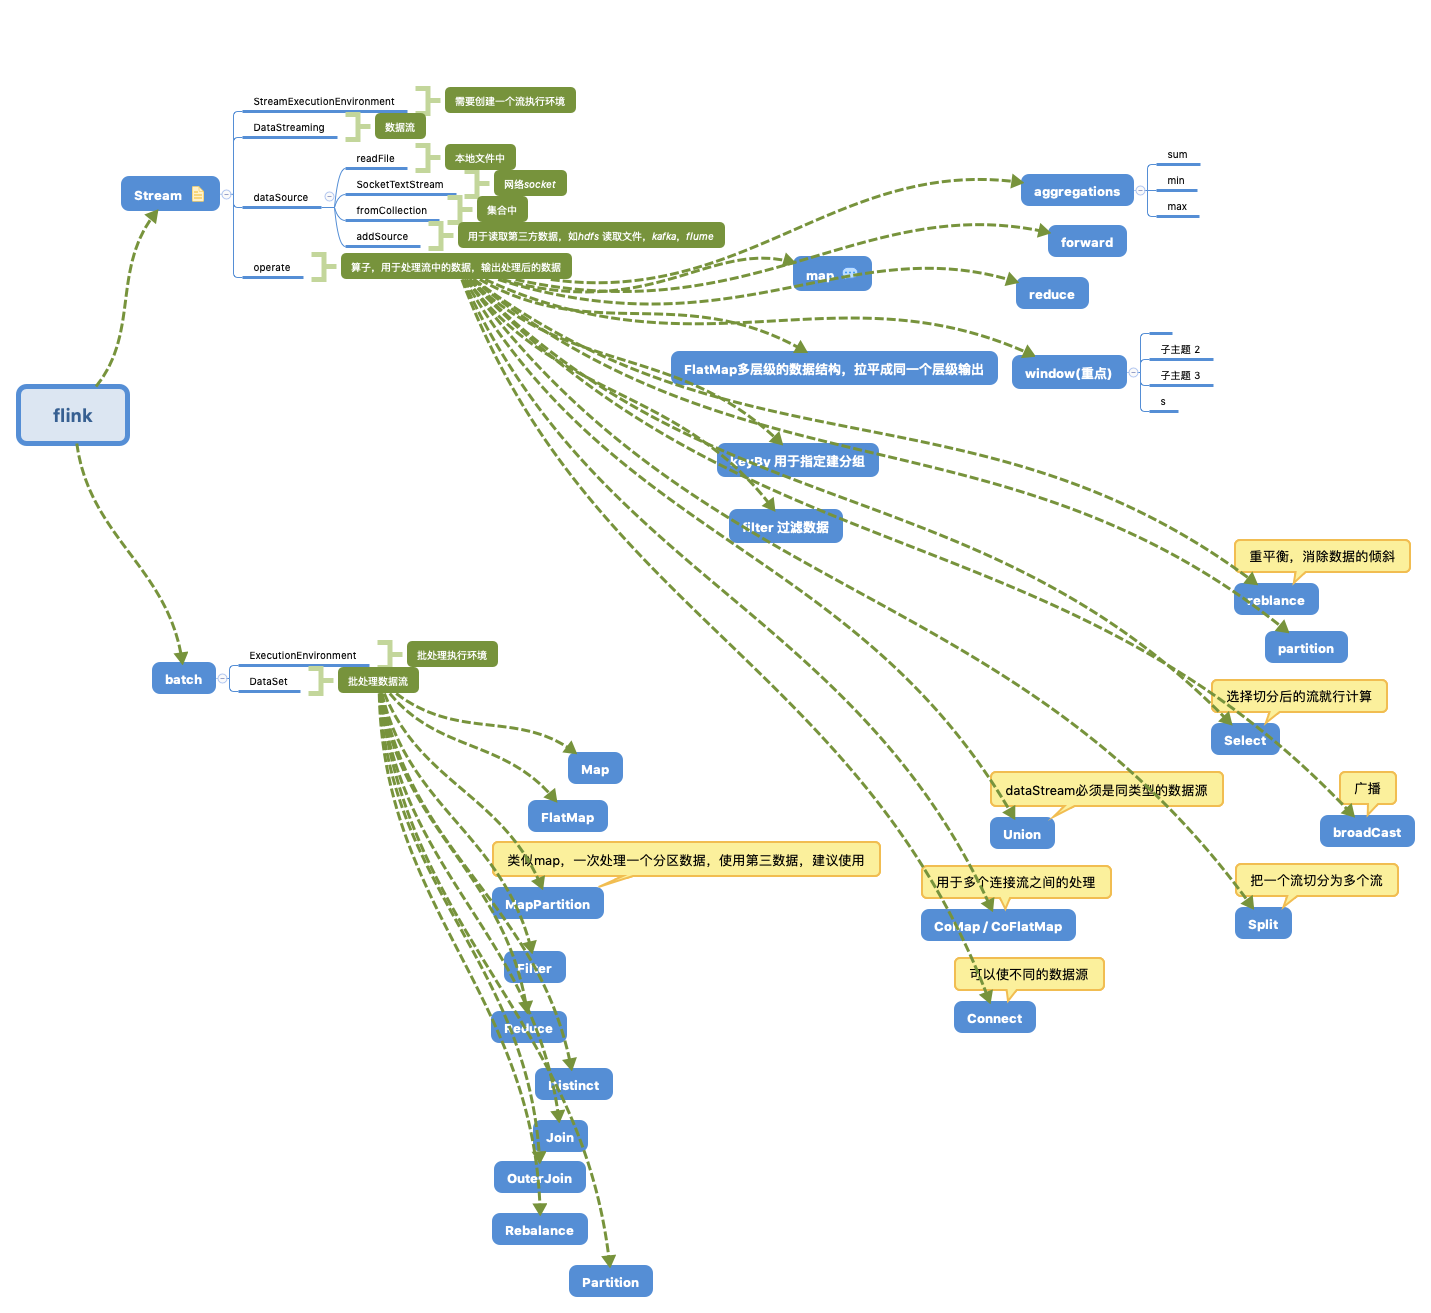 flink
Stream
StreamExecutionEnvironment
需要创建一个流执行环境
DataStreaming
数据流
dataSource
readFile
本地文件中
SocketTextStream
网络socket
fromCollection
集合中
addSource
用于读取第三方数据，如hdfs 读取文件，kafka，flume
operate
算子，用于处理流中的数据，输出处理后的数据
aggregations
sum
min
max
forward
map
reduce
FlatMap多层级的数据结构，拉平成同一个层级输出
window(重点)
子主题 2
子主题 3
s
keyBy 用于指定建分组
filter 过滤数据
重平衡，消除数据的倾斜
reblance
partition
选择切分后的流就行计算
Select
广播
broadCast
dataStream必须是同类型的数据源
Union
用于多个连接流之间的处理
CoMap / CoFlatMap
把一个流切分为多个流
Split
可以使不同的数据源
Connect
batch
ExecutionEnvironment
批处理执行环境
DataSet
批处理数据流
Map
FlatMap
类似map，一次处理一个分区数据，使用第三数据，建议使用
MapPartition
Filter
Reduce
Distinct
Join
OuterJoin
Rebalance
Partition